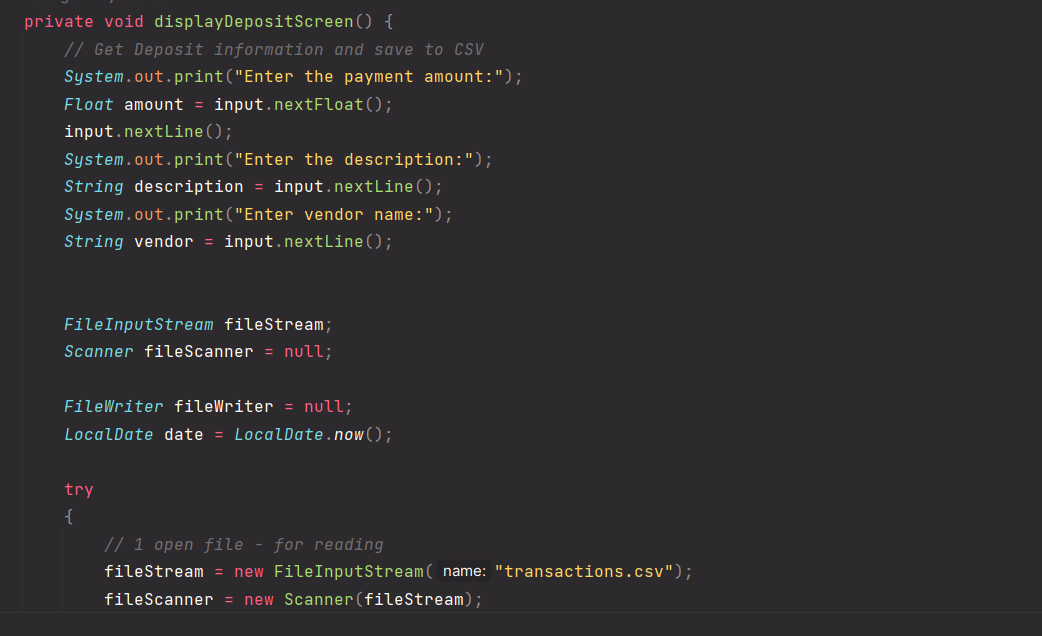 private void displayDepositScreen() {
// Get Deposit information and save to CSV
System.out.print("Enter the payment amount:");
Float amount = input.nextFloat();
input.nextLine();
System.out.print("Enter the description:");
String description = input.nextLine();
System.out.print("Enter vendor name:");
String vendor = input.nextLine();
FileInputStream fileStream;
Scanner fileScanner = null;
FileWriter fileWriter = null;
LocalDate date = LocalDate.now();
try
{
// 1 open file - for reading
fileStream = new FileInputStream( name: "transactions.csv");
fileScanner = new Scanner(fileStream);